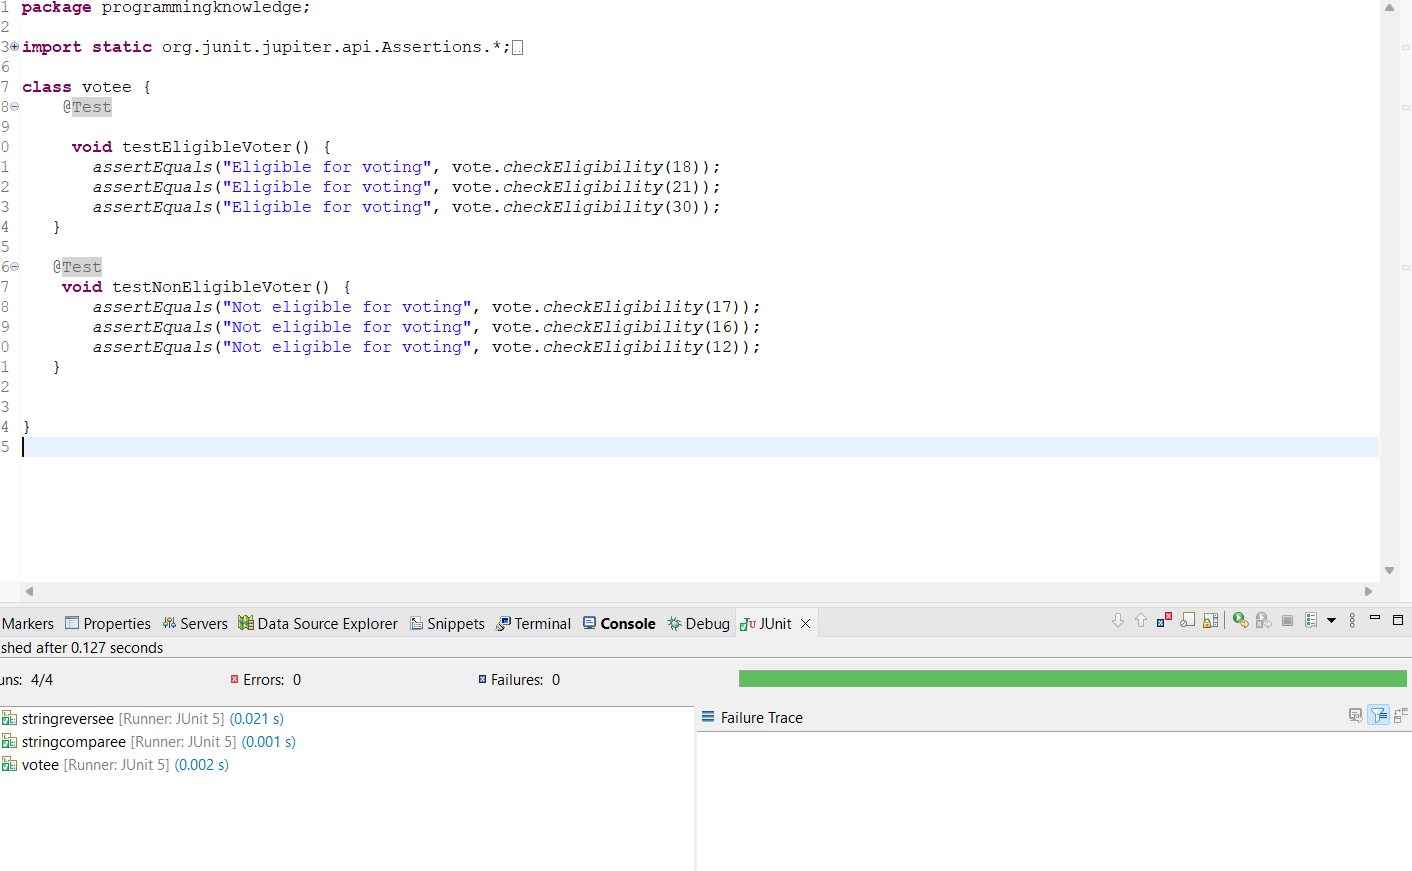 1 package programmingknowledge;
2
3 import static org.junit.jupiter.api.Assertions.*;
6
7 class votee {
8 @Test
9
0 void testEligibleVoter() {
1 assertEquals("Eligible for voting", vote.checkEligibility(18));
2 assertEquals("Eligible for voting", vote.checkEligibility(21));
3 assertEquals("Eligible for voting", vote.checkEligibility(30));
4 }
5
6 @Test
7 void testNonEligibleVoter() {
8 assertEquals("Not eligible for voting", vote.checkEligibility(17));
9 assertEquals("Not eligible for voting", vote.checkEligibility(16));
0 assertEquals("Not eligible for voting", vote.checkEligibility(12));
1 }
2
3
4 }
5
Markers Properties Servers Data Source Explorer Snippets Terminal Console Debug JUnit
shed after 0.127 seconds
uns: 4/4 Errors: 0 Failures: 0
stringreversee [Runner: JUnit 5] (0.021 s)
stringcomparee [Runner: JUnit 5] (0.001 s)
votee [Runner: JUnit 5] (0.002 s)
Failure Trace